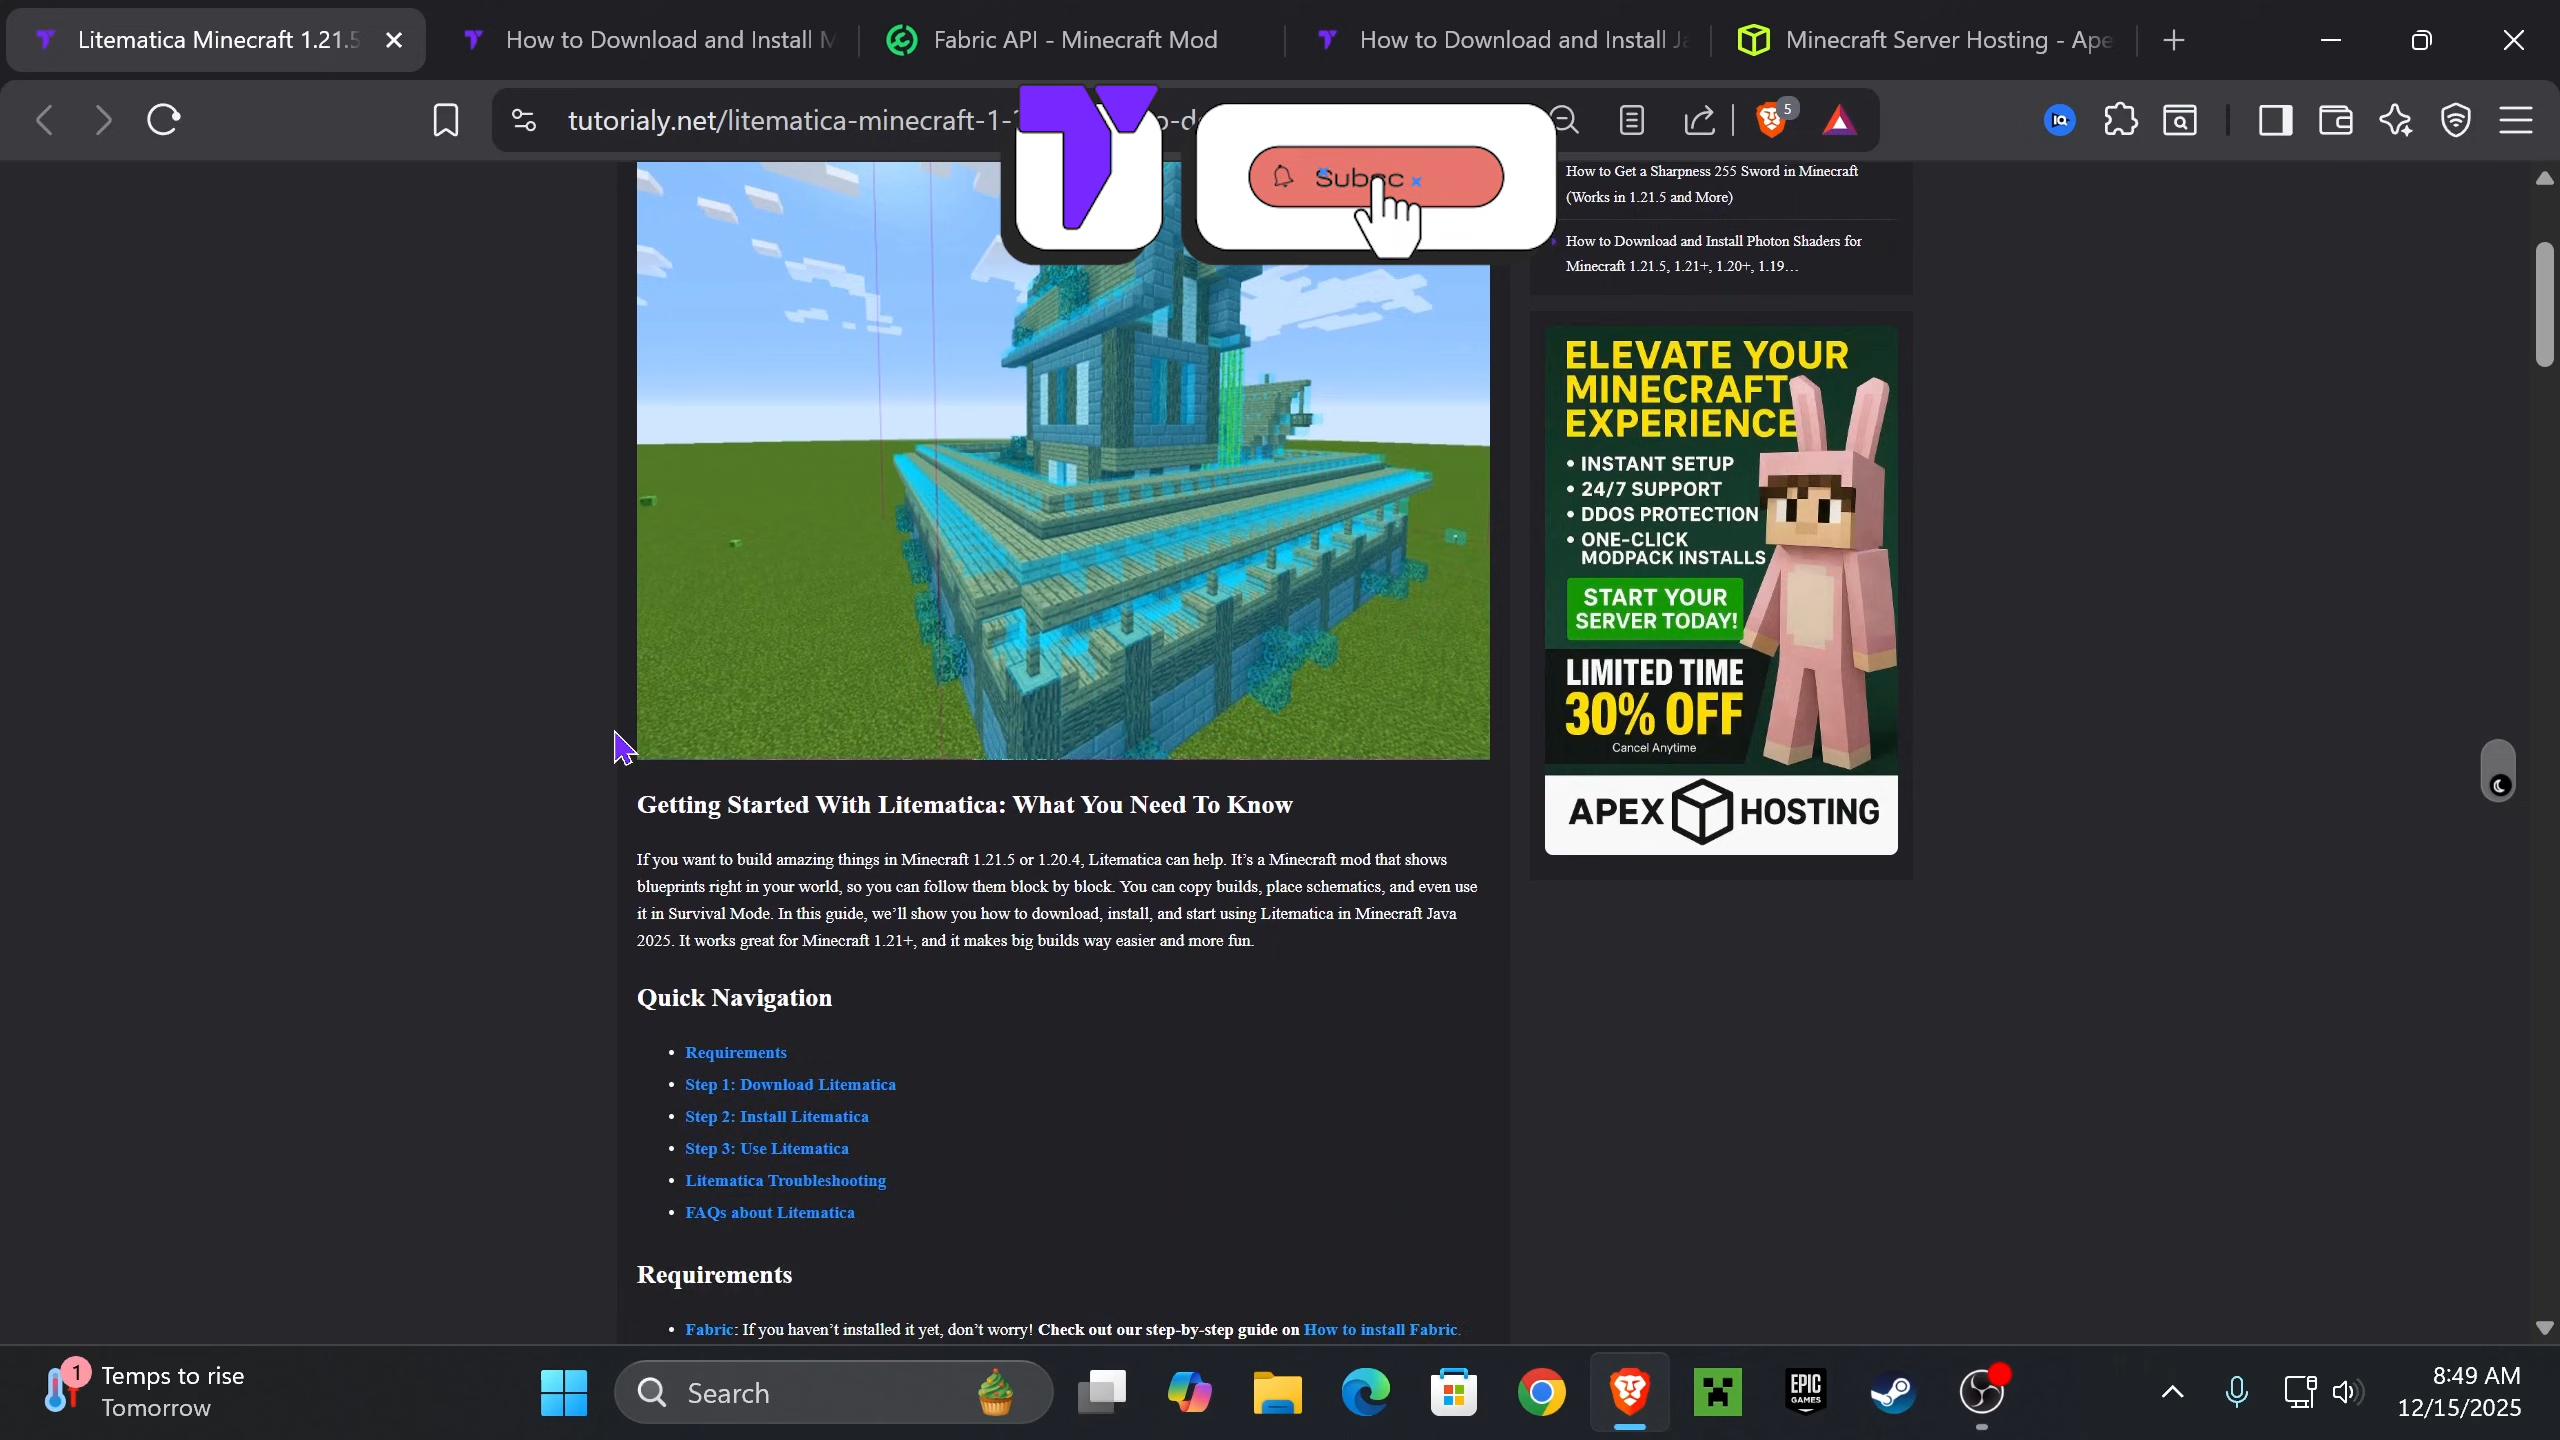 Litematica Minecraft 1.21.5
How to Download and Install M
Fabric API - Minecraft Mod
How to Download and Install Ja
Minecraft Server Hosting - Ape
tutorialy.net/litematica-minecraft-1-
5
Subsc
How to Get a Sharpness 255 Sword in Minecraft
(Works in 1.21.5 and More)
How to Download and Install Photon Shaders for
Minecraft 1.21.5, 1.21+, 1.20+, 1.19…
ELEVATE YOUR
MINECRAFT
EXPERIENCE
• INSTANT SETUP
• 24/7 SUPPORT
• DDOS PROTECTION
• ONE-CLICK
MODPACK INSTALLS
START YOUR
SERVER TODAY!
LIMITED TIME
30% OFF
Cancel Anytime
APEX HOSTING
Getting Started With Litematica: What You Need To Know
If you want to build amazing things in Minecraft 1.21.5 or 1.20.4, Litematica can help. It’s a Minecraft mod that shows
blueprints right in your world, so you can follow them block by block. You can copy builds, place schematics, and even use
it in Survival Mode. In this guide, we’ll show you how to download, install, and start using Litematica in Minecraft Java
2025. It works great for Minecraft 1.21+, and it makes big builds way easier and more fun.
Quick Navigation
• Requirements
• Step 1: Download Litematica
• Step 2: Install Litematica
• Step 3: Use Litematica
• Litematica Troubleshooting
• FAQs about Litematica
Requirements
• Fabric: If you haven’t installed it yet, don’t worry! Check out our step-by-step guide on How to install Fabric.
1
Temps to rise
Tomorrow
Search
EPIC
GAMES
8:49 AM
12/15/2025